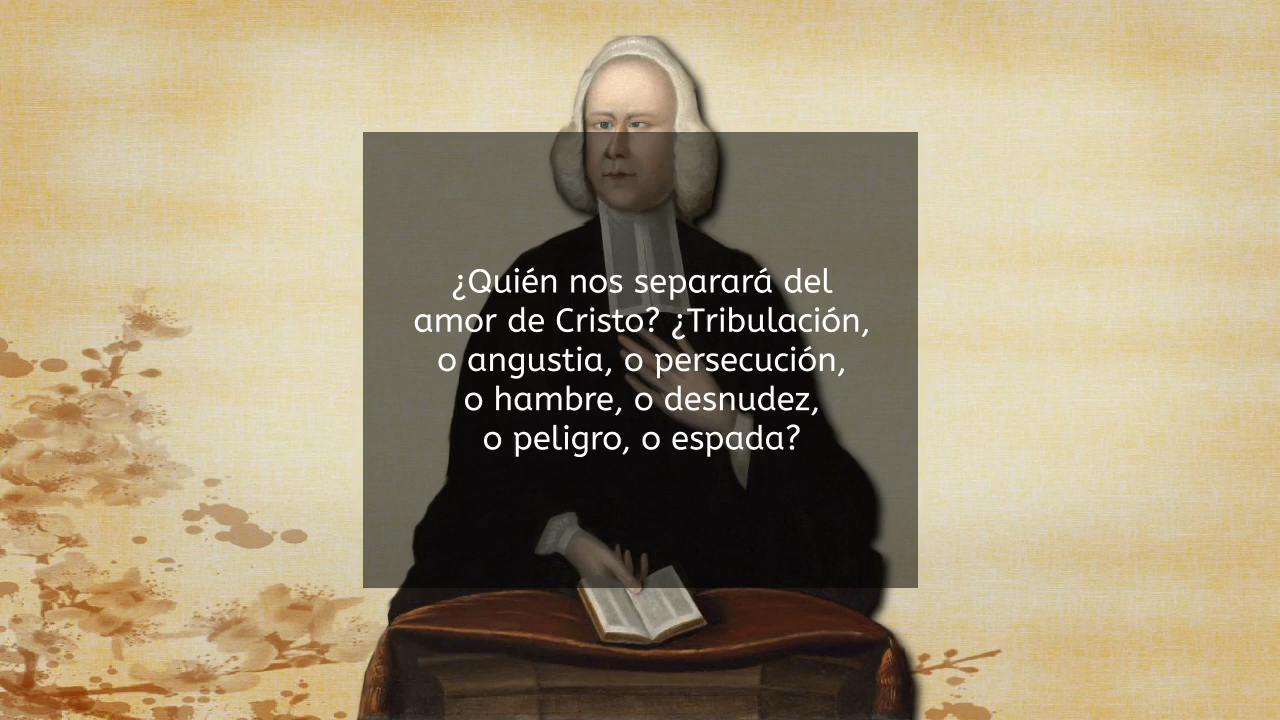 ¿Quién nos separará del
amor de Cristo? ¿Tribulación,
o angustia, o persecución,
o hambre, o desnudez,
o peligro, o espada?